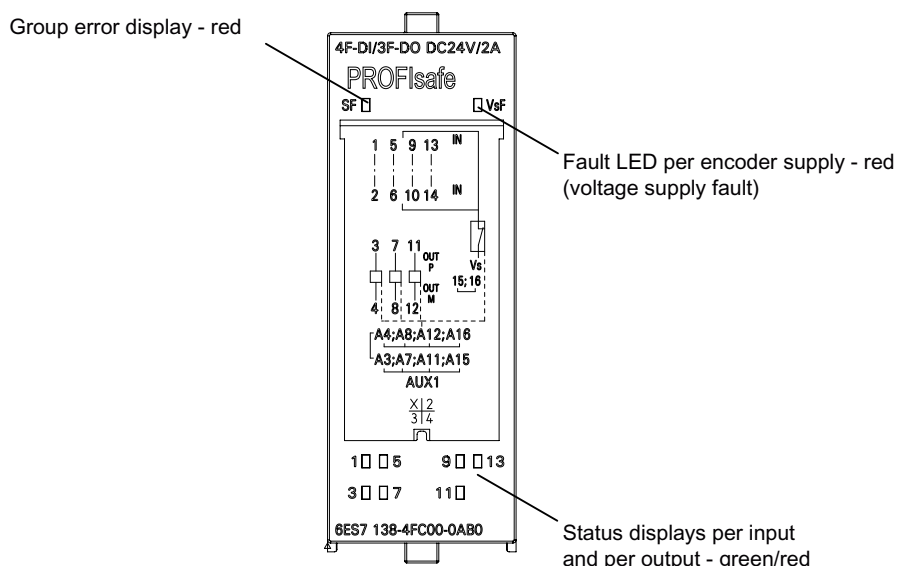 Group error display - red
4F-DI/3F-DO DC24V/2A
PROFIsafe
SF VsF
Fault LED per encoder supply - red
(voltage supply fault)
1 5 9 13 IN
2 6 10 14 IN
3 7 11 OUT P
Vs
15; 16
OUT M
4 8 12
A4;A8;A12;A16
A3;A7;A11;A15
AUX1
X 2
3 4
1 5 9 13
3 7 11
6ES7 138-4FC00-0AB0
Status displays per input
and per output - green/red